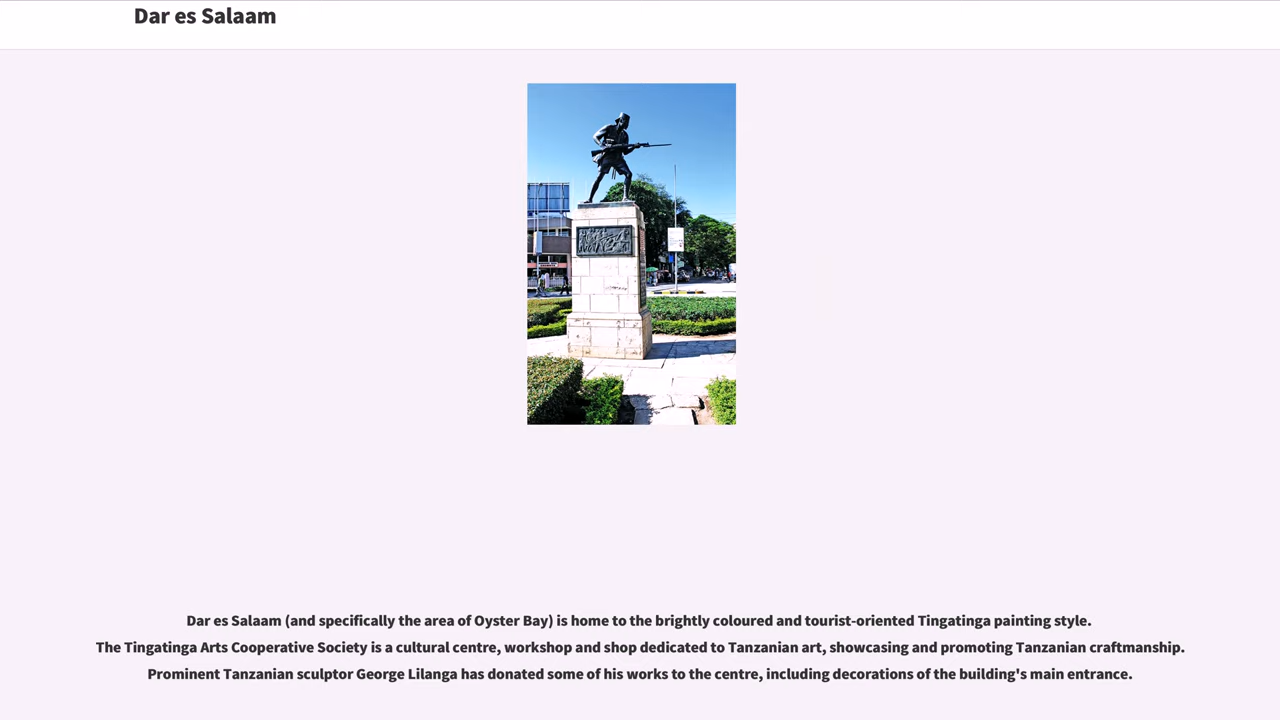 Dar es Salaam
Dar es Salaam (and specifically the area of Oyster Bay) is home to the brightly coloured and tourist-oriented Tingatinga painting style.
The Tingatinga Arts Cooperative Society is a cultural centre, workshop and shop dedicated to Tanzanian art, showcasing and promoting Tanzanian craftmanship.
Prominent Tanzanian sculptor George Lilanga has donated some of his works to the centre, including decorations of the building's main entrance.